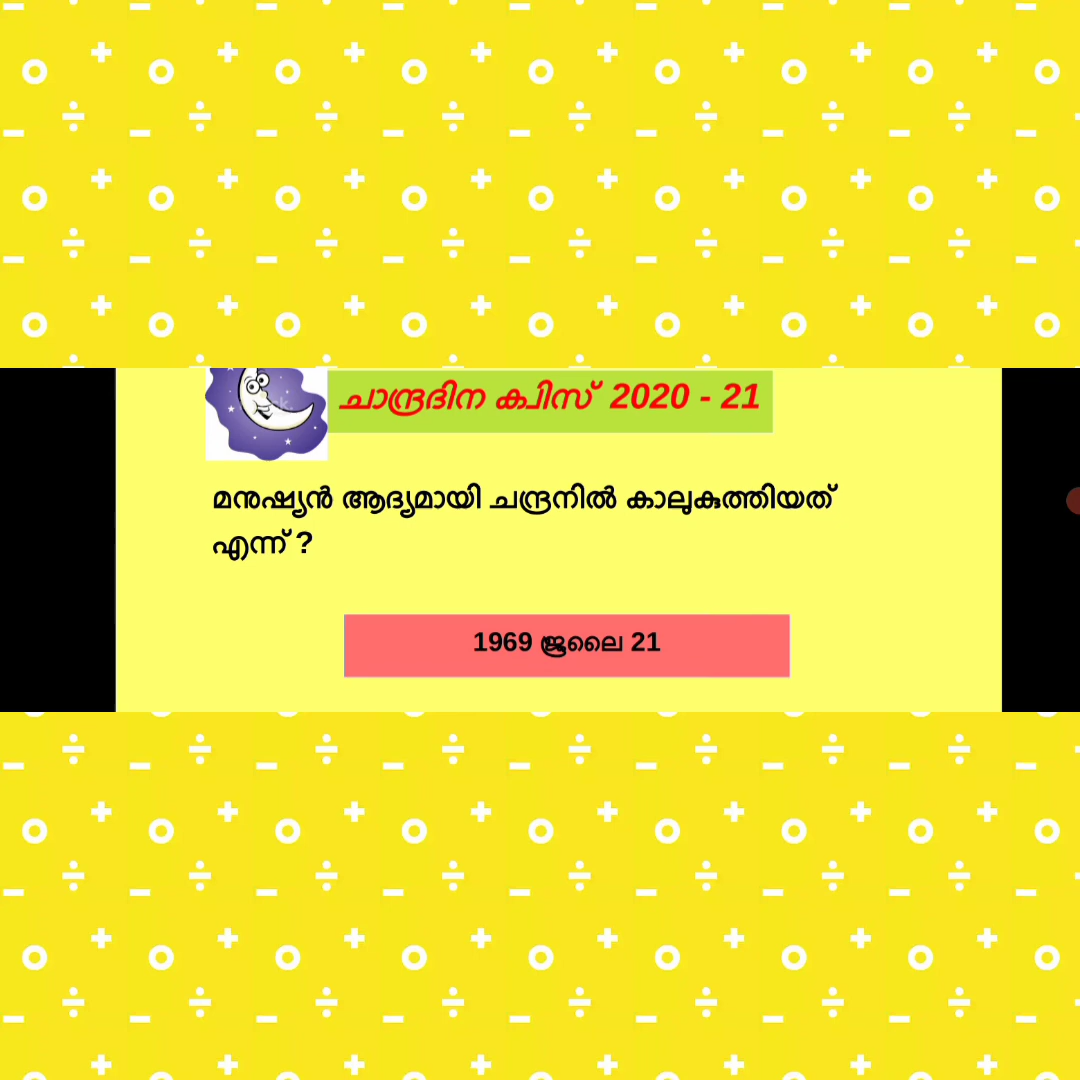 ചാന്ദ്രദിന ക്വിസ് 2020 - 21
മനുഷ്യൻ ആദ്യമായി ചന്ദ്രനിൽ കാലുകുത്തിയത്
എന്ന് ?
1969 ജൂലൈ 21